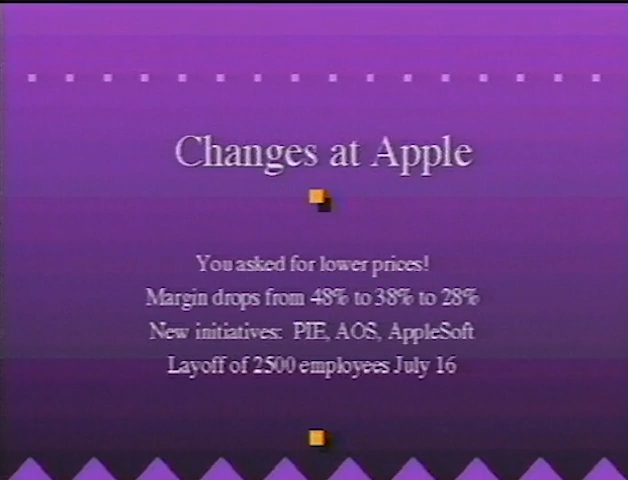 Changes at Apple
You asked for lower prices!
Margin drops from 48% to 38% to 28%
New initiatives: PIE, AOS, AppleSoft
Layoff of 2500 employees July 16